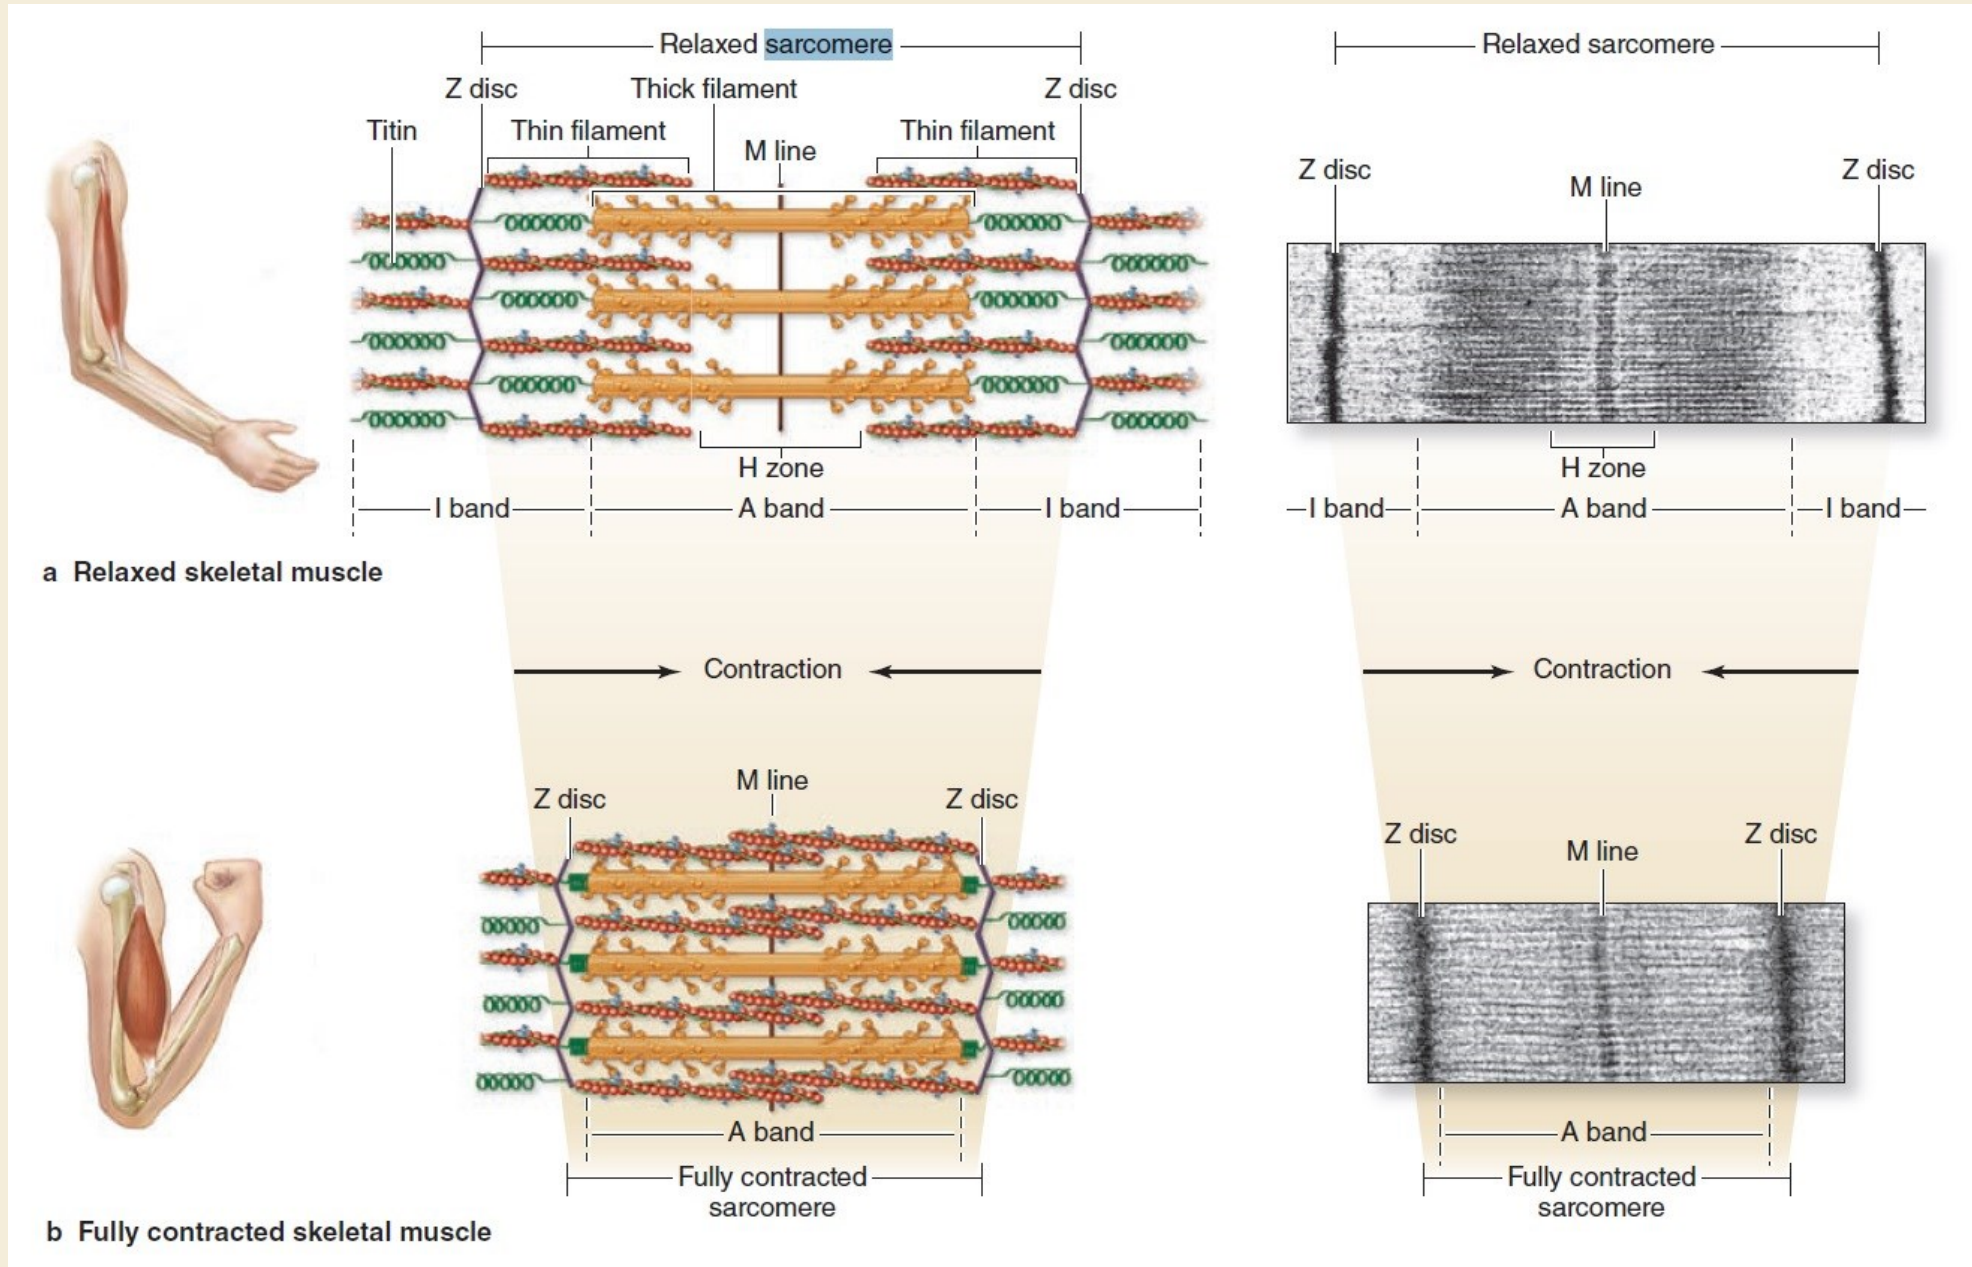 Relaxed sarcomere
Z disc
Thick filament
Z disc
Titin
Thin filament
M line
Thin filament
H zone
I band
A band
I band
Relaxed sarcomere
Z disc
M line
Z disc
H zone
I band
A band
I band
a Relaxed skeletal muscle
Contraction
Contraction
Z disc
M line
Z disc
A band
Fully contracted
sarcomere
Z disc
M line
Z disc
A band
Fully contracted
sarcomere
b Fully contracted skeletal muscle